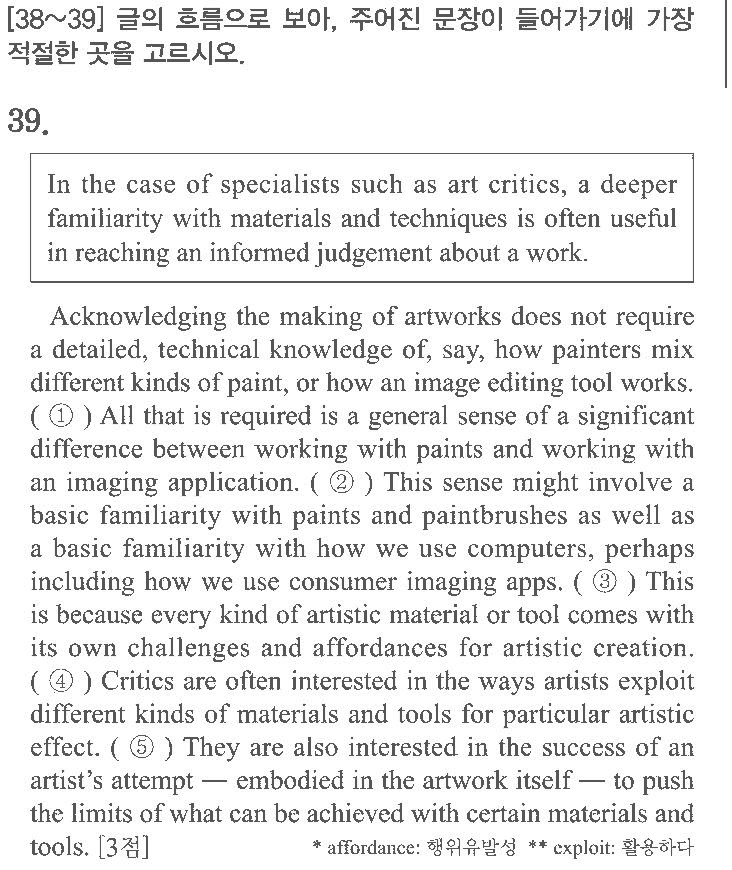 [38～39] 글의 흐름으로 보아, 주어진 문장이 들어가기에 가장
적절한 곳을 고르시오.
39.
In the case of specialists such as art critics, a deeper
familiarity with materials and techniques is often useful
in reaching an informed judgement about a work.
Acknowledging the making of artworks does not require
a detailed, technical knowledge of, say, how painters mix
different kinds of paint, or how an image editing tool works.
( ① ) All that is required is a general sense of a significant
difference between working with paints and working with
an imaging application. ( ② ) This sense might involve a
basic familiarity with paints and paintbrushes as well as
a basic familiarity with how we use computers, perhaps
including how we use consumer imaging apps. ( ③ ) This
is because every kind of artistic material or tool comes with
its own challenges and affordances for artistic creation.
( ④ ) Critics are often interested in the ways artists exploit
different kinds of materials and tools for particular artistic
effect. ( ⑤ ) They are also interested in the success of an
artist's attempt — embodied in the artwork itself — to push
the limits of what can be achieved with certain materials and
tools. [3점] * affordance: 행위유발성 ** exploit: 활용하다